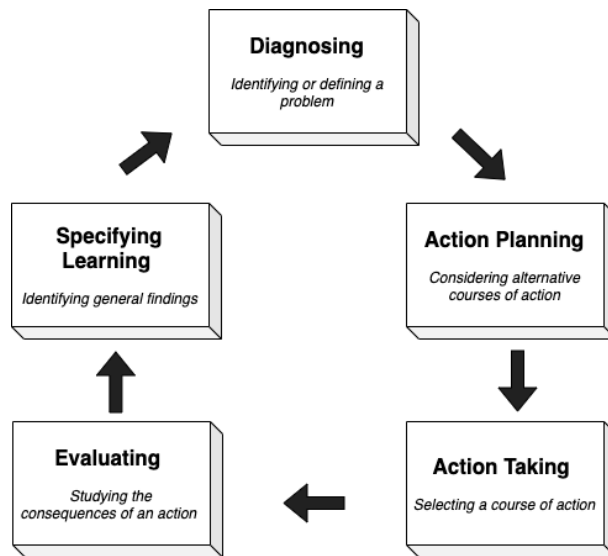 Diagnosing
Identifying or defining a
problem
Action Planning
Considering alternative
courses of action
Action Taking
Selecting a course of action
Evaluating
Studying the
consequences of an action
Specifying
Learning
Identifying general findings